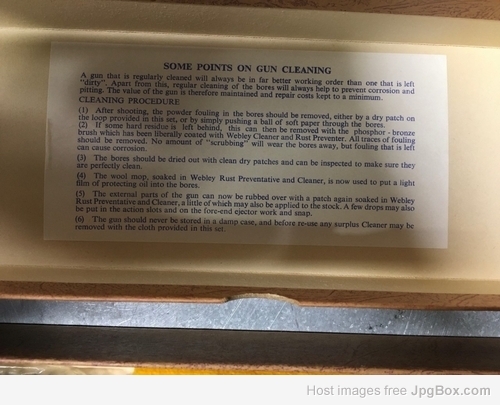 SOME POINTS ON GUN CLEANING
A gun that is regularly cleaned will always be in far better working order than one that is left
"dirty". Apart from this, regular cleaning of the bores will always help to prevent corrosion and
pitting. The value of the gun is therefore maintained and repair costs kept to a minimum.
CLEANING PROCEDURE
(1) After shooting, the powder fouling in the bores should be removed, either by a dry patch on
the loop provided in this set, or by simply pushing a ball of soft paper through the bores.
(2) If some hard residue is left behind, this can then be removed with the phosphor - bronze
brush which has been liberally coated with Webley Cleaner and Rust Preventer. All traces of fouling
should be removed. No amount of "scrubbing" will wear the bores away, but fouling that is left
can cause corrosion.
(3) The bores should be dried out with clean dry patches and can be inspected to make sure they
are perfectly clean.
(4) The wool mop, soaked in Webley Rust Preventative and Cleaner, is now used to put a light
film of protecting oil into the bores.
(5) The external parts of the gun can now be rubbed over with a patch again soaked in Webley
Rust Preventative and Cleaner, a little of which may also be applied to the stock. A few drops may also
be put in the action slots and on the fore-end ejector work and snap.
(6) The gun should never be stored in a damp case, and before re-use any surplus Cleaner may be
removed with the cloth provided in this set.
Host images free JpgBox.com